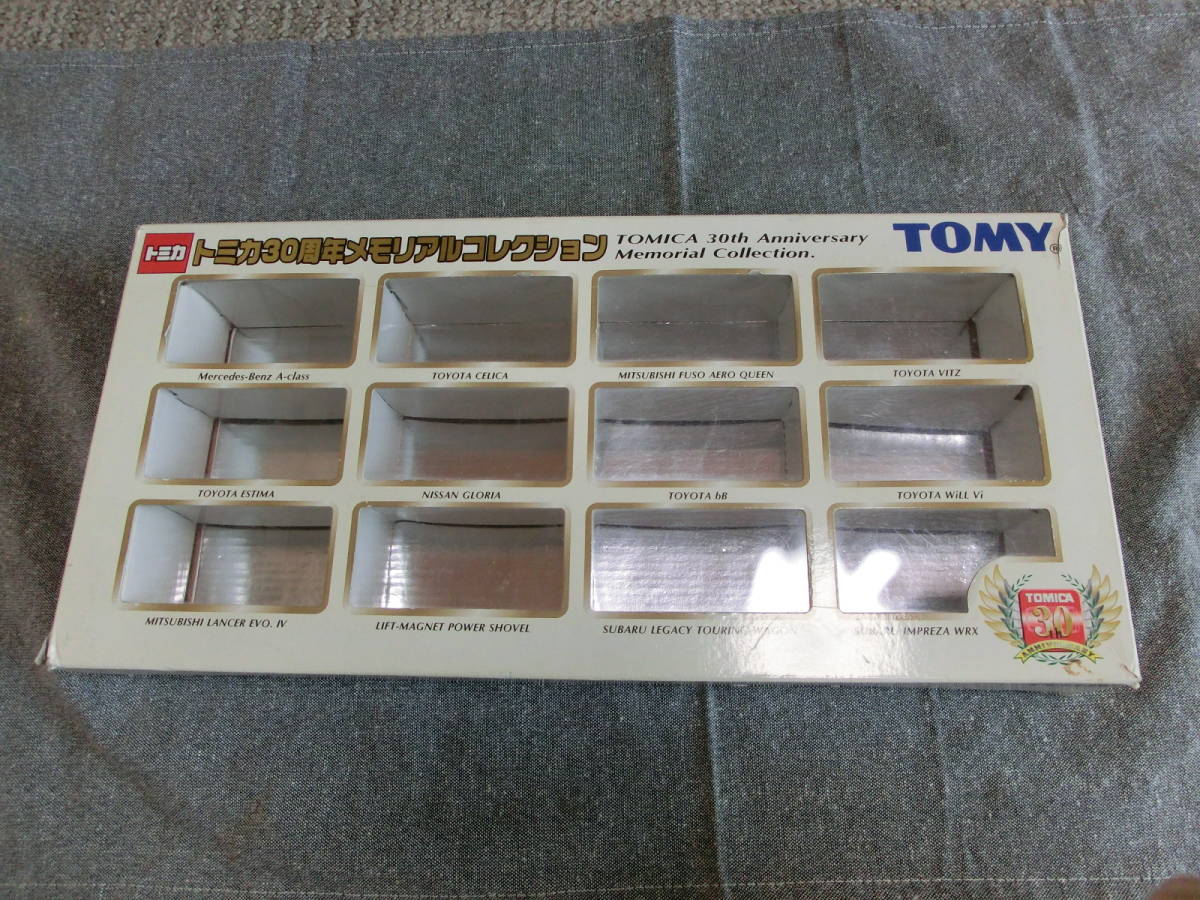 トミカ
トミカ30周年メモリアルコレクション
TOMICA 30th Anniversary
Memorial Collection.
TOMY®
Mercedes-Benz A-class
TOYOTA CELICA
MITSUBISHI FUSO AERO QUEEN
TOYOTA VITZ
TOYOTA ESTIMA
NISSAN GLORIA
TOYOTA bB
TOYOTA WiLL Vi
MITSUBISHI LANCER EVO. IV
LIFT-MAGNET POWER SHOVEL
SUBARU LEGACY TOURING WAGON
SUBARU IMPREZA WRX
TOMICA
30
th
ANNIVERSARY